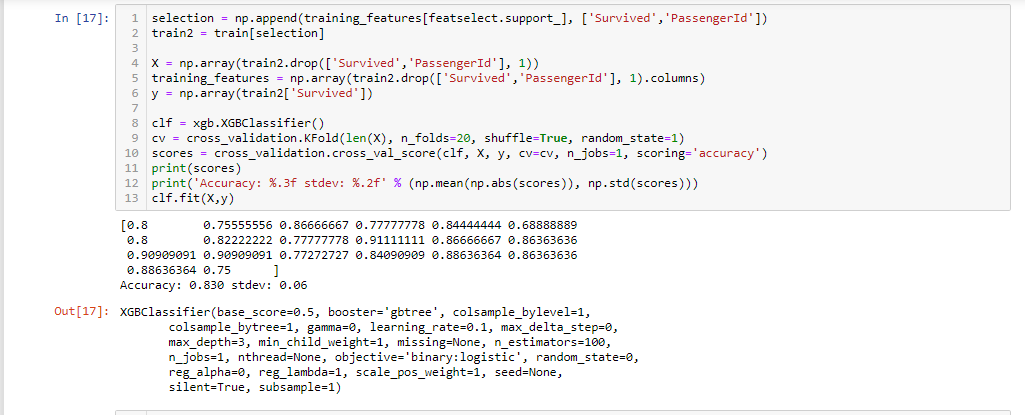 In [17]:
1 selection = np.append(training_features[featselect.support_], ['Survived','PassengerId'])
2 train2 = train[selection]
3
4 X = np.array(train2.drop(['Survived','PassengerId'], 1))
5 training_features = np.array(train2.drop(['Survived','PassengerId'], 1).columns)
6 y = np.array(train2['Survived'])
7
8 clf = xgb.XGBClassifier()
9 cv = cross_validation.KFold(len(X), n_folds=20, shuffle=True, random_state=1)
10 scores = cross_validation.cross_val_score(clf, X, y, cv=cv, n_jobs=1, scoring='accuracy')
11 print(scores)
12 print('Accuracy: %.3f stdev: %.2f' % (np.mean(np.abs(scores)), np.std(scores)))
13 clf.fit(X,y)
[0.8        0.75555556 0.86666667 0.77777778 0.84444444 0.68888889
 0.8        0.82222222 0.77777778 0.91111111 0.86666667 0.86363636
 0.90909091 0.90909091 0.77272727 0.84090909 0.88636364 0.86363636
 0.88636364 0.75      ]
Accuracy: 0.830 stdev: 0.06
Out[17]: XGBClassifier(base_score=0.5, booster='gbtree', colsample_bylevel=1,
       colsample_bytree=1, gamma=0, learning_rate=0.1, max_delta_step=0,
       max_depth=3, min_child_weight=1, missing=None, n_estimators=100,
       n_jobs=1, nthread=None, objective='binary:logistic', random_state=0,
       reg_alpha=0, reg_lambda=1, scale_pos_weight=1, seed=None,
       silent=True, subsample=1)